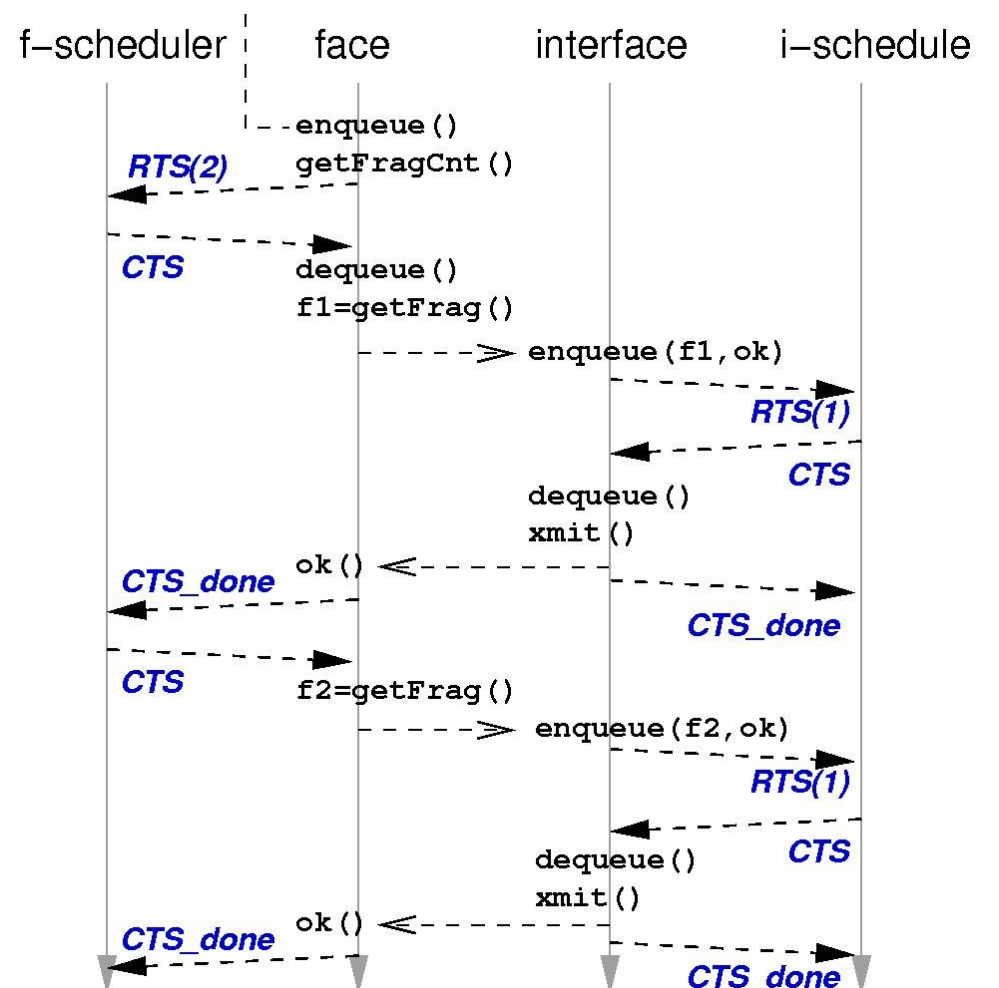 f-scheduler face interface i-schedule
enqueue()
getFragCnt()
RTS(2)
CTS
dequeue()
f1=getFrag()
enqueue(f1,ok)
RTS(1)
CTS
dequeue()
xmit()
ok()
CTS_done
CTS_done
CTS
f2=getFrag()
enqueue(f2,ok)
RTS(1)
CTS
dequeue()
xmit()
ok()
CTS_done
CTS_done